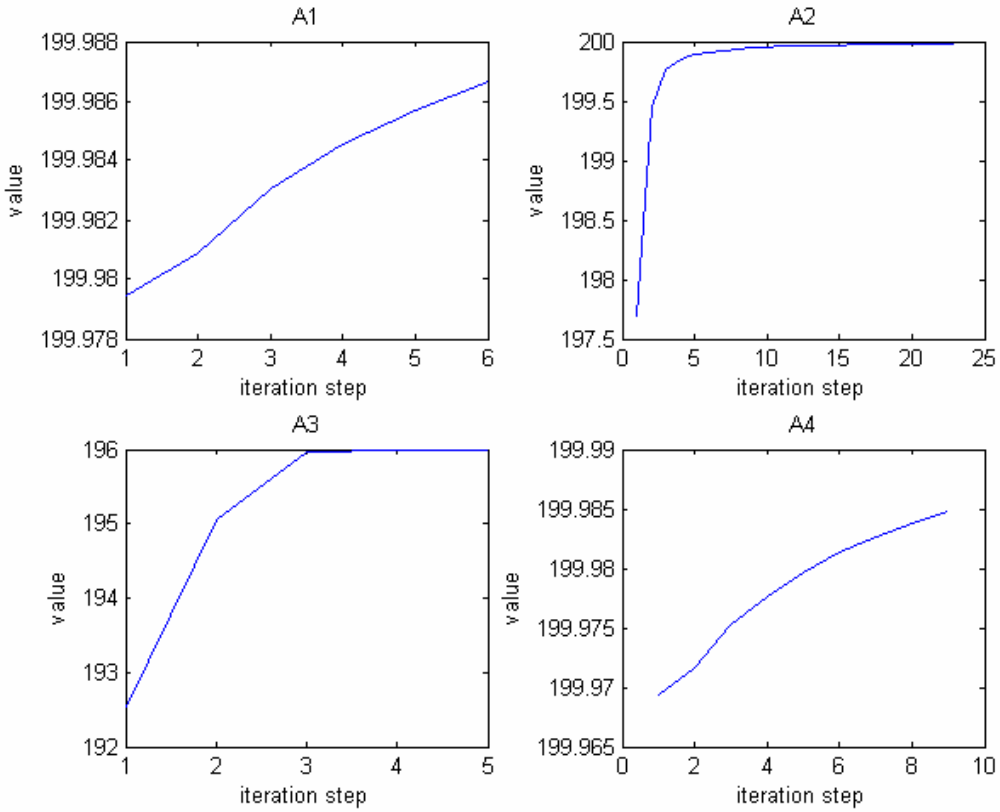 A1
199.988
199.986
199.984
199.982
199.98
199.978
value
1 2 3 4 5 6
iteration step
A2
200
199.5
199
198.5
198
197.5
value
0 5 10 15 20 25
iteration step
A3
196
195
194
193
192
value
1 2 3 4 5
iteration step
A4
199.99
199.985
199.98
199.975
199.97
199.965
value
0 2 4 6 8 10
iteration step